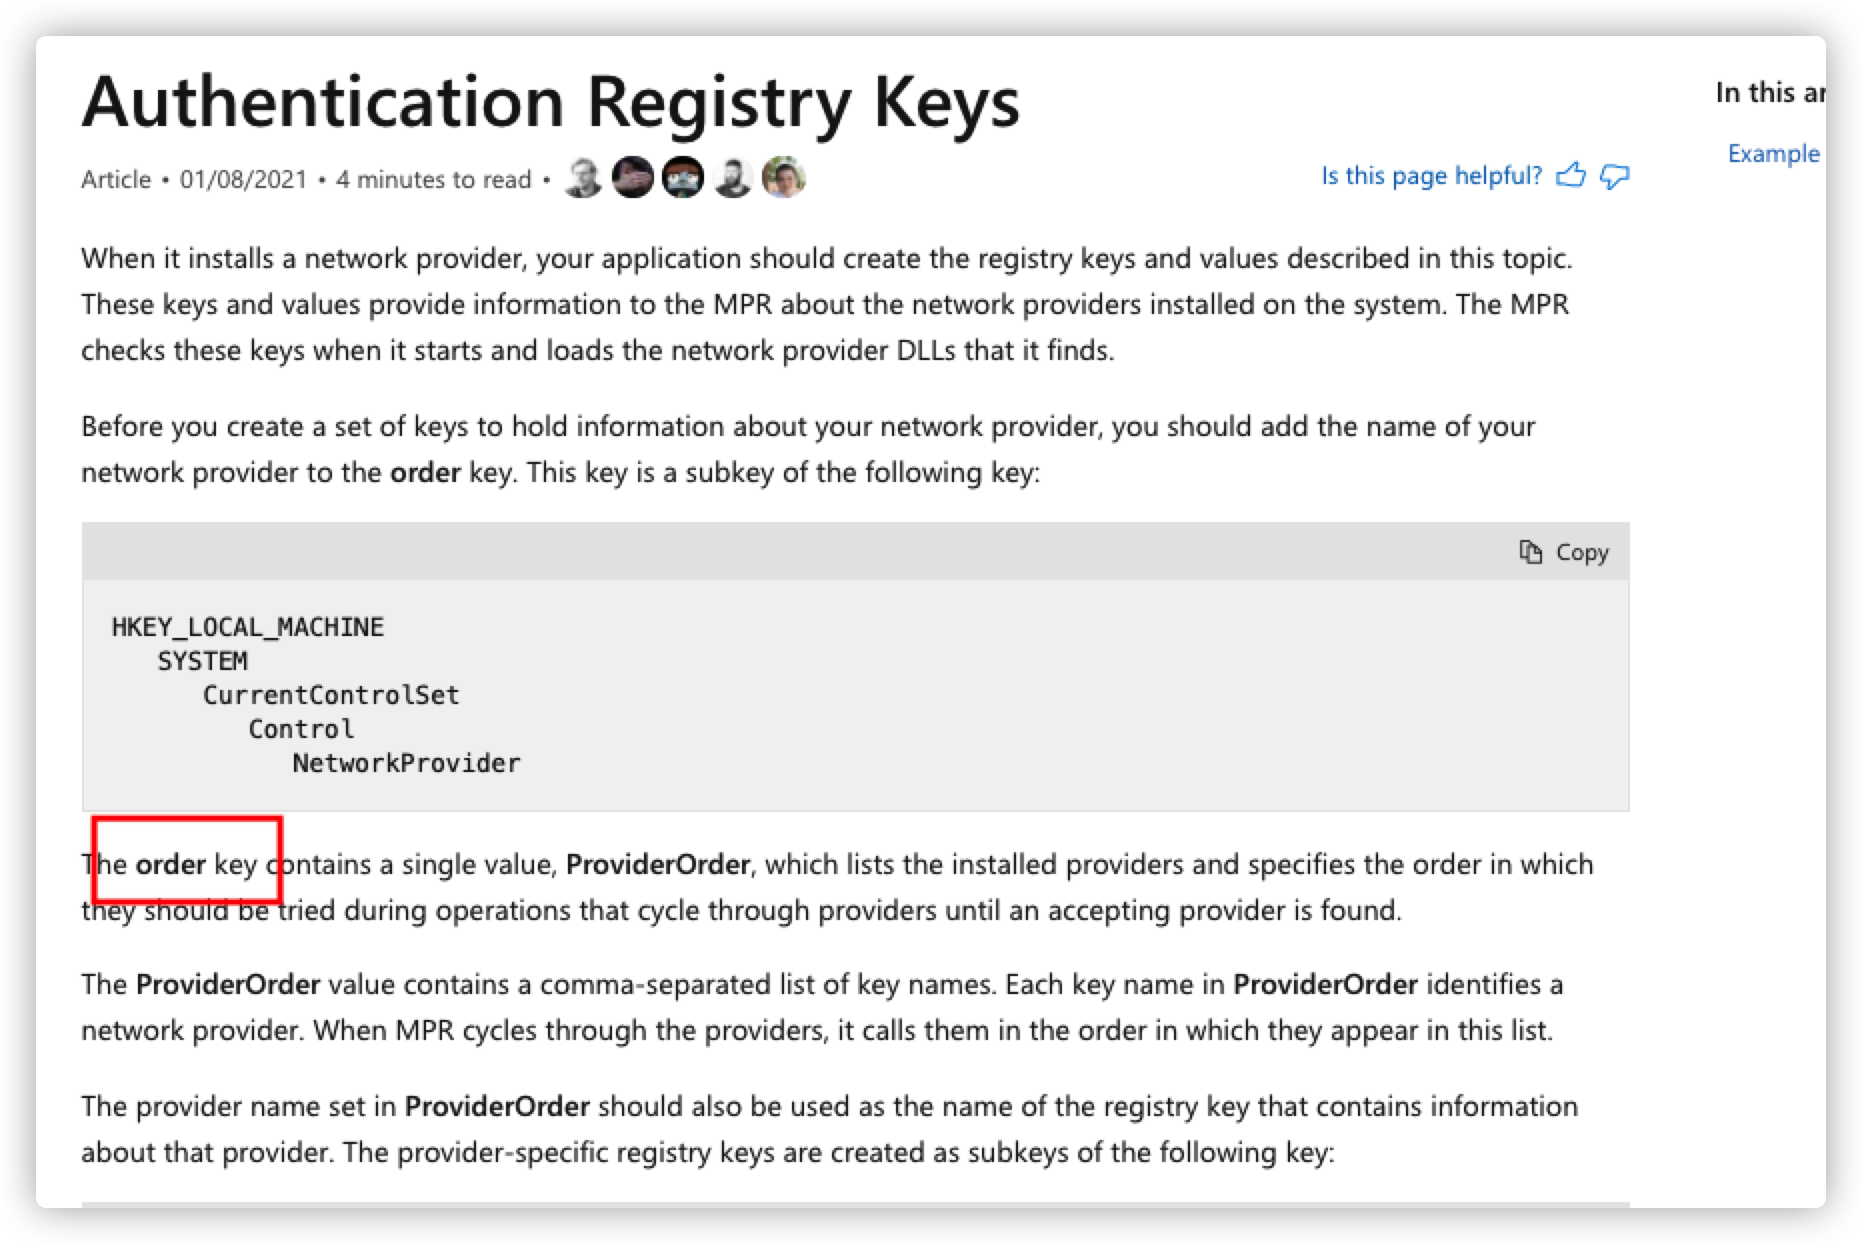 Authentication Registry Keys
In this ar
Article • 01/08/2021 • 4 minutes to read •
Is this page helpful?
Example
When it installs a network provider, your application should create the registry keys and values described in this topic.
These keys and values provide information to the MPR about the network providers installed on the system. The MPR
checks these keys when it starts and loads the network provider DLLs that it finds.
Before you create a set of keys to hold information about your network provider, you should add the name of your
network provider to the order key. This key is a subkey of the following key:
Copy
HKEY_LOCAL_MACHINE
SYSTEM
CurrentControlSet
Control
NetworkProvider
The order key contains a single value, ProviderOrder, which lists the installed providers and specifies the order in which
they should be tried during operations that cycle through providers until an accepting provider is found.
The ProviderOrder value contains a comma-separated list of key names. Each key name in ProviderOrder identifies a
network provider. When MPR cycles through the providers, it calls them in the order in which they appear in this list.
The provider name set in ProviderOrder should also be used as the name of the registry key that contains information
about that provider. The provider-specific registry keys are created as subkeys of the following key: